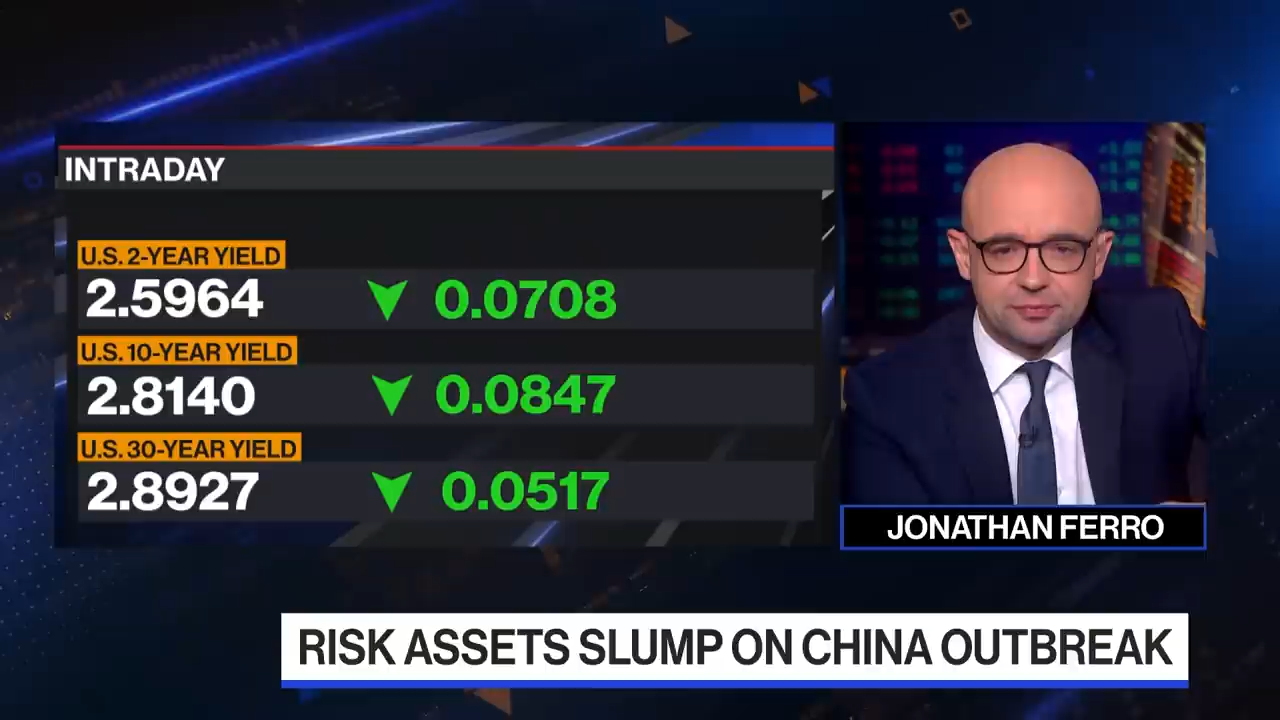 INTRADAY
U.S. 2-YEAR YIELD
2.5964 ▼ 0.0708
U.S. 10-YEAR YIELD
2.8140 ▼ 0.0847
U.S. 30-YEAR YIELD
2.8927 ▼ 0.0517
JONATHAN FERRO
RISK ASSETS SLUMP ON CHINA OUTBREAK